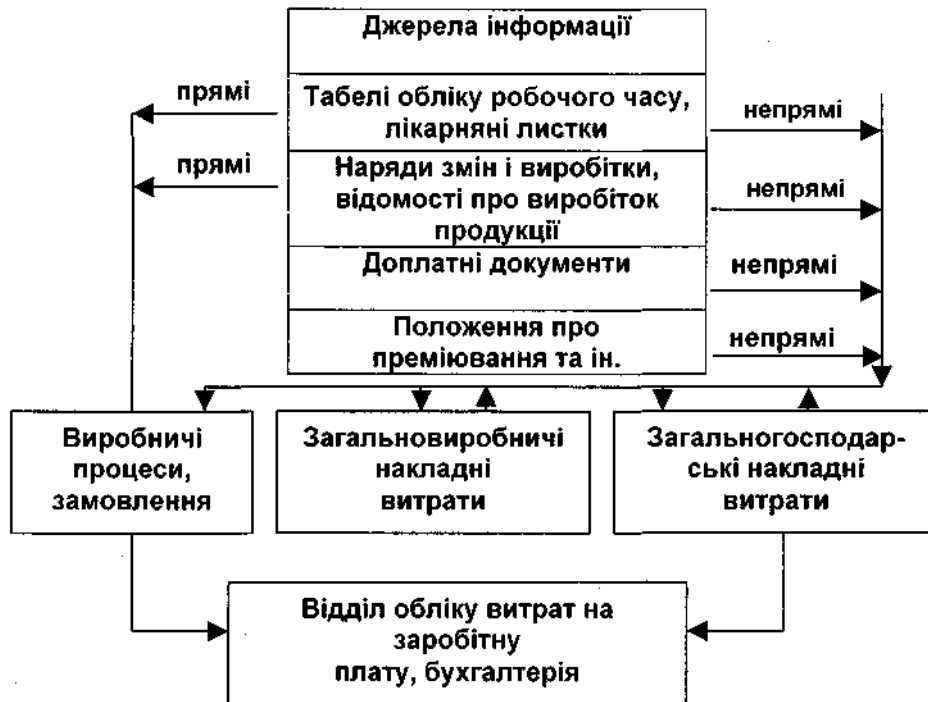 Джерела інформації
прямі
Табелі обліку робочого часу,
лікарняні листки
непрямі
прямі
Наряди змін і виробітки,
відомості про виробіток
продукції
непрямі
Доплатні документи
непрямі
Положення про
преміювання та ін.
непрямі
Виробничі
процеси,
замовлення
Загальновиробничі
накладні
витрати
Загальногосподар-
ські накладні
витрати
Відділ обліку витрат на
заробітну
плату, бухгалтерія